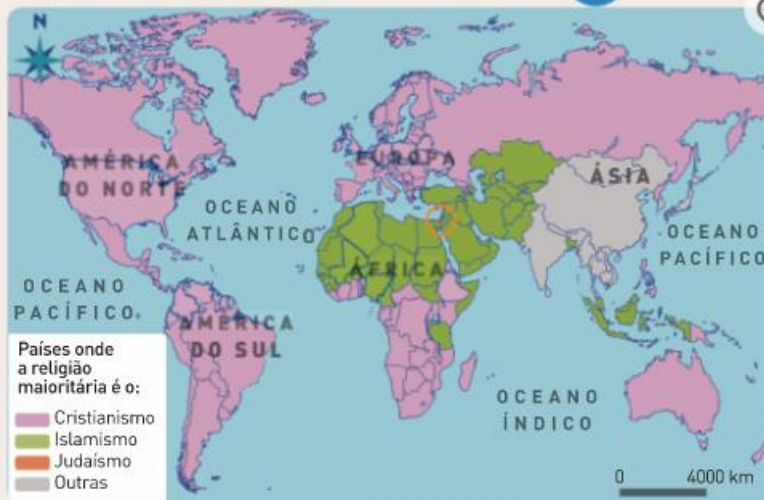 N
AMÉRICA
DO NORTE
EUROPA
ÁSIA
OCEANO
ATLÂNTICO
OCEANO
PACÍFICO
ÁFRICA
OCEANO
PACÍFICO
AMÉRICA
DO SUL
OCEANO
ÍNDICO
Países onde
a religião
maioritária é o:
Cristianismo
Islamismo
Judaísmo
Outras
0 4000 km